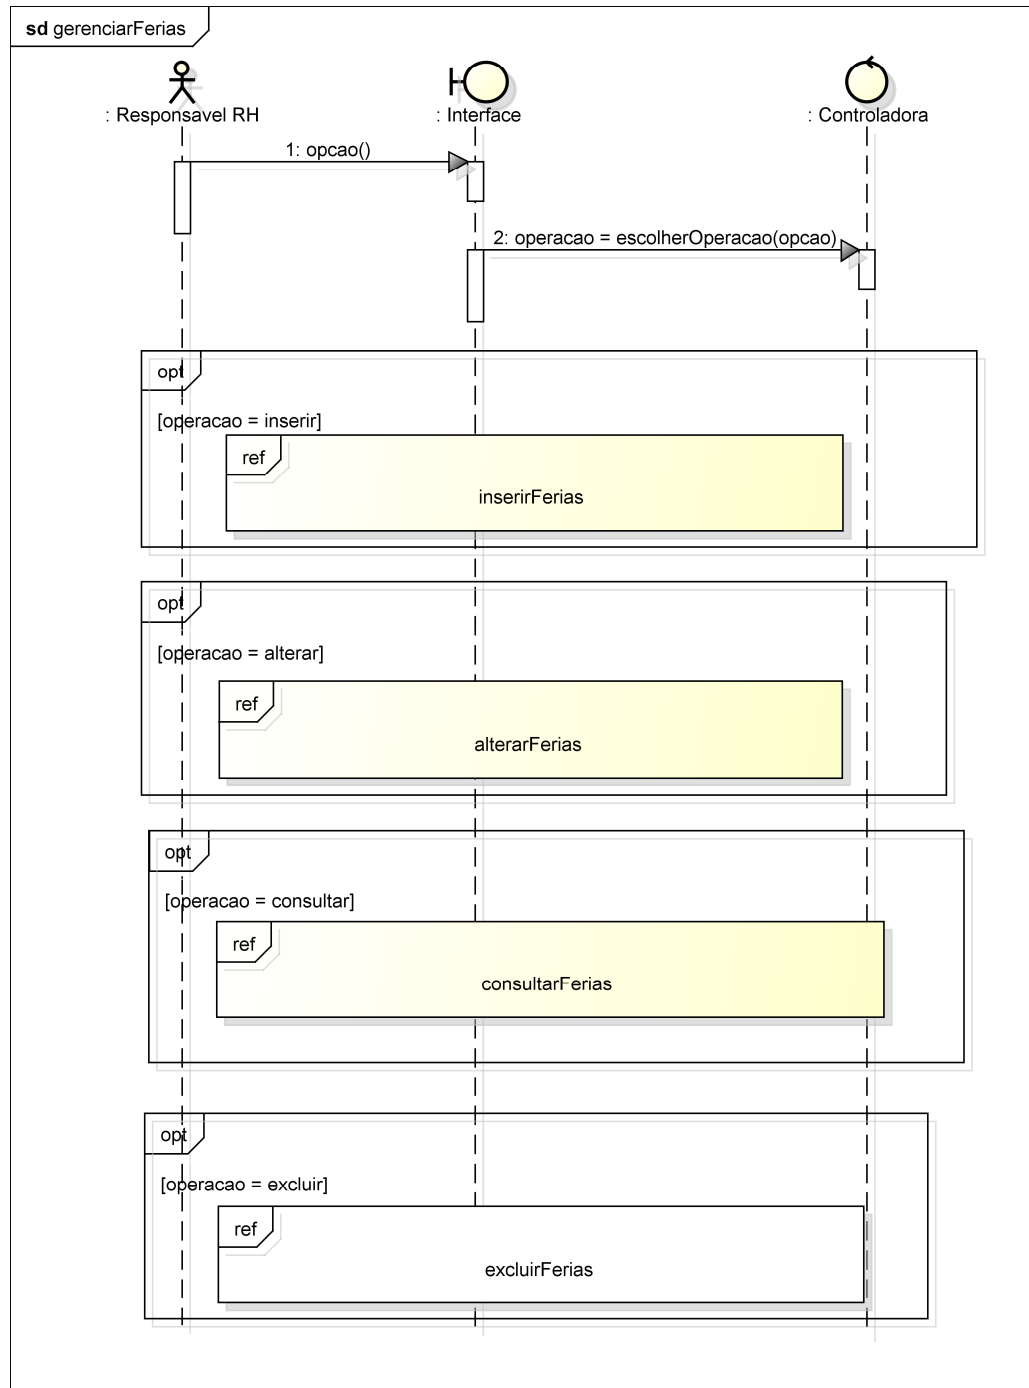 sd gerenciarFerias
: Responsavel RH
: Interface
: Controladora
1: opcao()
2: operacao = escolherOperacao(opcao)
opt
[operacao = inserir]
ref
inserirFerias
opt
[operacao = alterar]
ref
alterarFerias
opt
[operacao = consultar]
ref
consultarFerias
opt
[operacao = excluir]
ref
excluirFerias